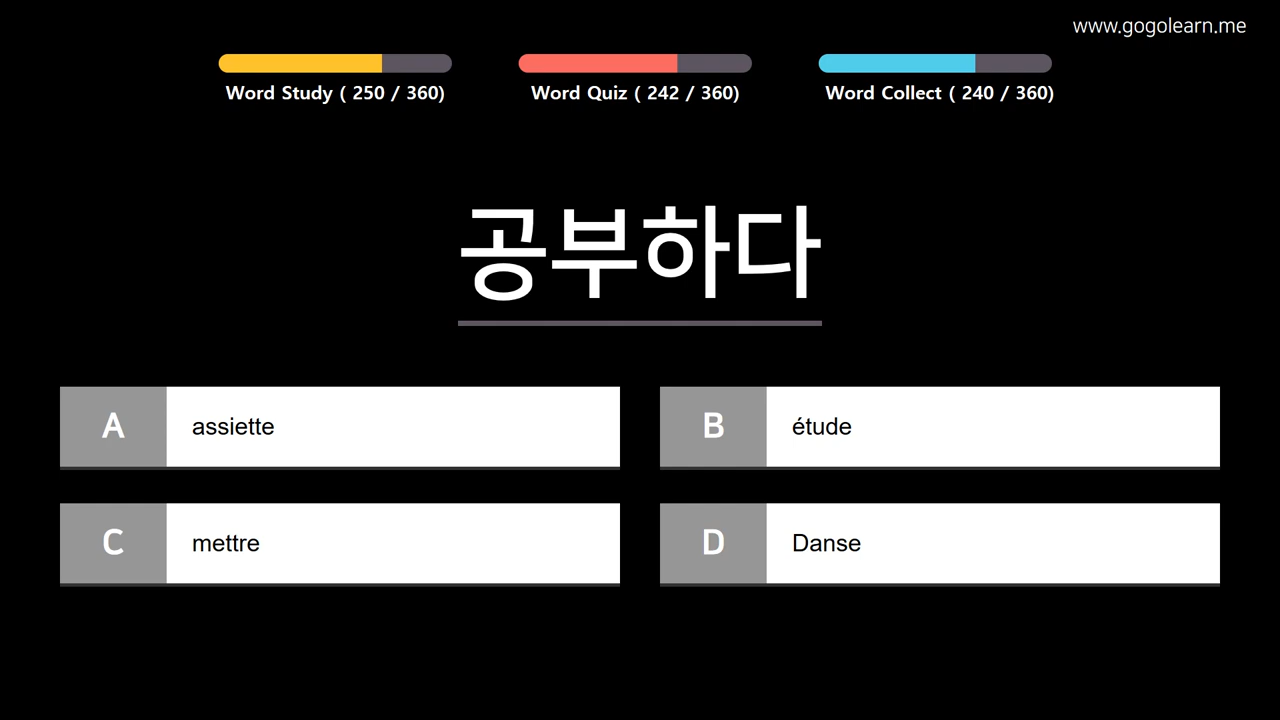 www.gogolearn.me
Word Study ( 250 / 360)
Word Quiz ( 242 / 360)
Word Collect ( 240 / 360)
공부하다
A assiette
B étude
C mettre
D Danse